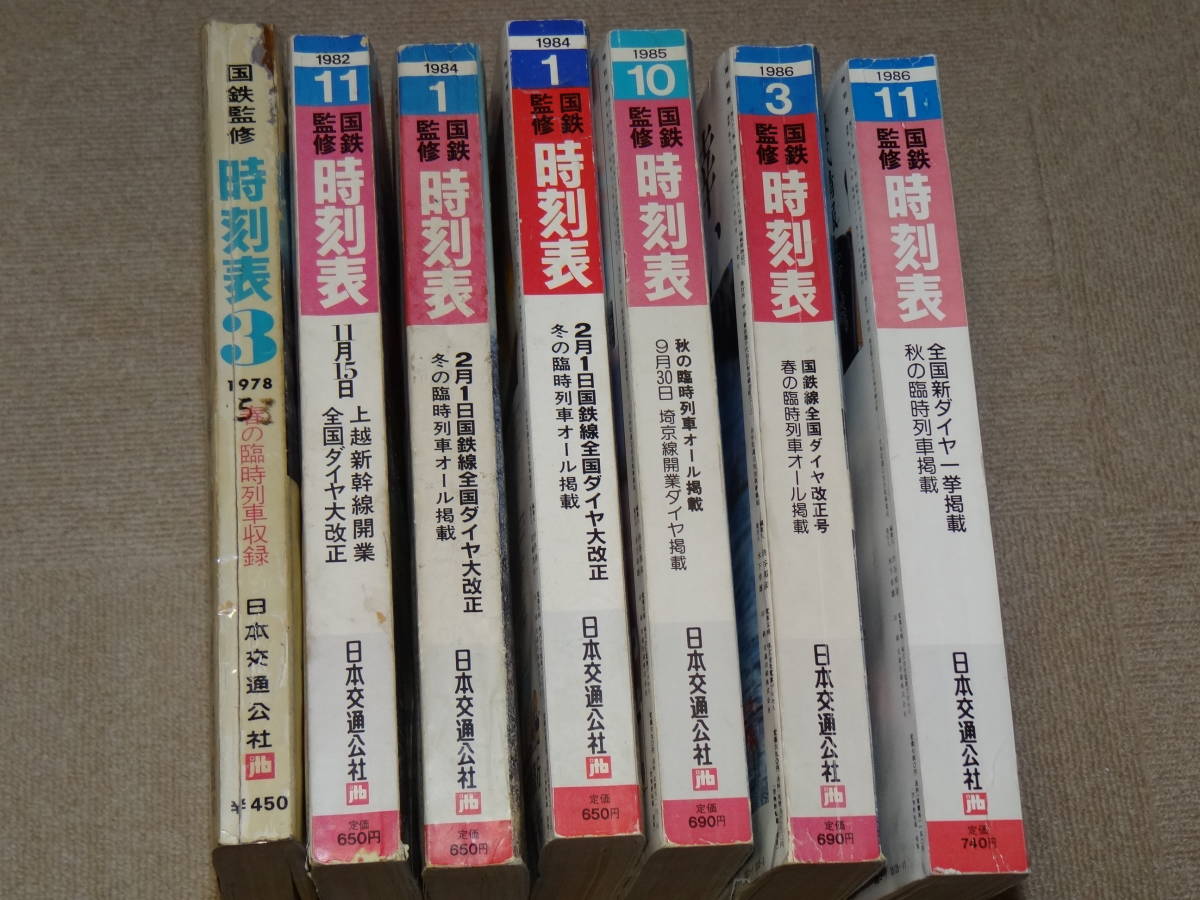 国鉄監修
時刻表
3
1978
春の臨時列車収録
日本交通公社
jtb
¥450
1982
11
国鉄
監修
時刻表
11月15日
上越新幹線開業
全国ダイヤ大改正
日本交通公社
jtb
定価
650円
1984
1
国鉄
監修
時刻表
2月1日国鉄線全国ダイヤ大改正
冬の臨時列車オール掲載
日本交通公社
jtb
定価
650円
1984
1
国鉄
監修
時刻表
2月1日国鉄線全国ダイヤ大改正
冬の臨時列車オール掲載
日本交通公社
jtb
定価
650円
1985
10
国鉄
監修
時刻表
秋の臨時列車オール掲載
9月30日 埼京線開業ダイヤ掲載
日本交通公社
jtb
定価
690円
1986
3
国鉄
監修
時刻表
国鉄線全国ダイヤ改正号
春の臨時列車オール掲載
日本交通公社
jtb
定価
690円
1986
11
国鉄
監修
時刻表
全国新ダイヤ一挙掲載
秋の臨時列車掲載
日本交通公社
jtb
定価
740円